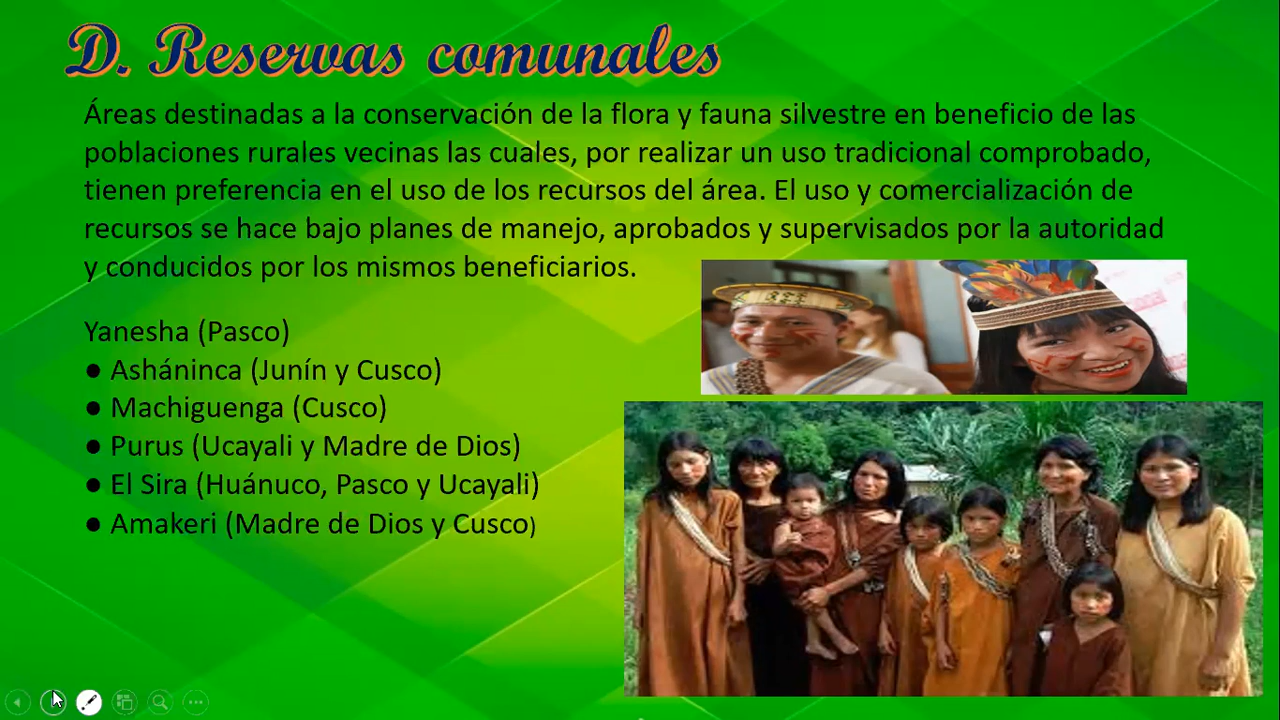 D. Reservas comunales
Áreas destinadas a la conservación de la flora y fauna silvestre en beneficio de las
poblaciones rurales vecinas las cuales, por realizar un uso tradicional comprobado,
tienen preferencia en el uso de los recursos del área. El uso y comercialización de
recursos se hace bajo planes de manejo, aprobados y supervisados por la autoridad
y conducidos por los mismos beneficiarios.
Yanesha (Pasco)
● Asháninca (Junín y Cusco)
● Machiguenga (Cusco)
● Purus (Ucayali y Madre de Dios)
● El Sira (Huánuco, Pasco y Ucayali)
● Amakeri (Madre de Dios y Cusco)